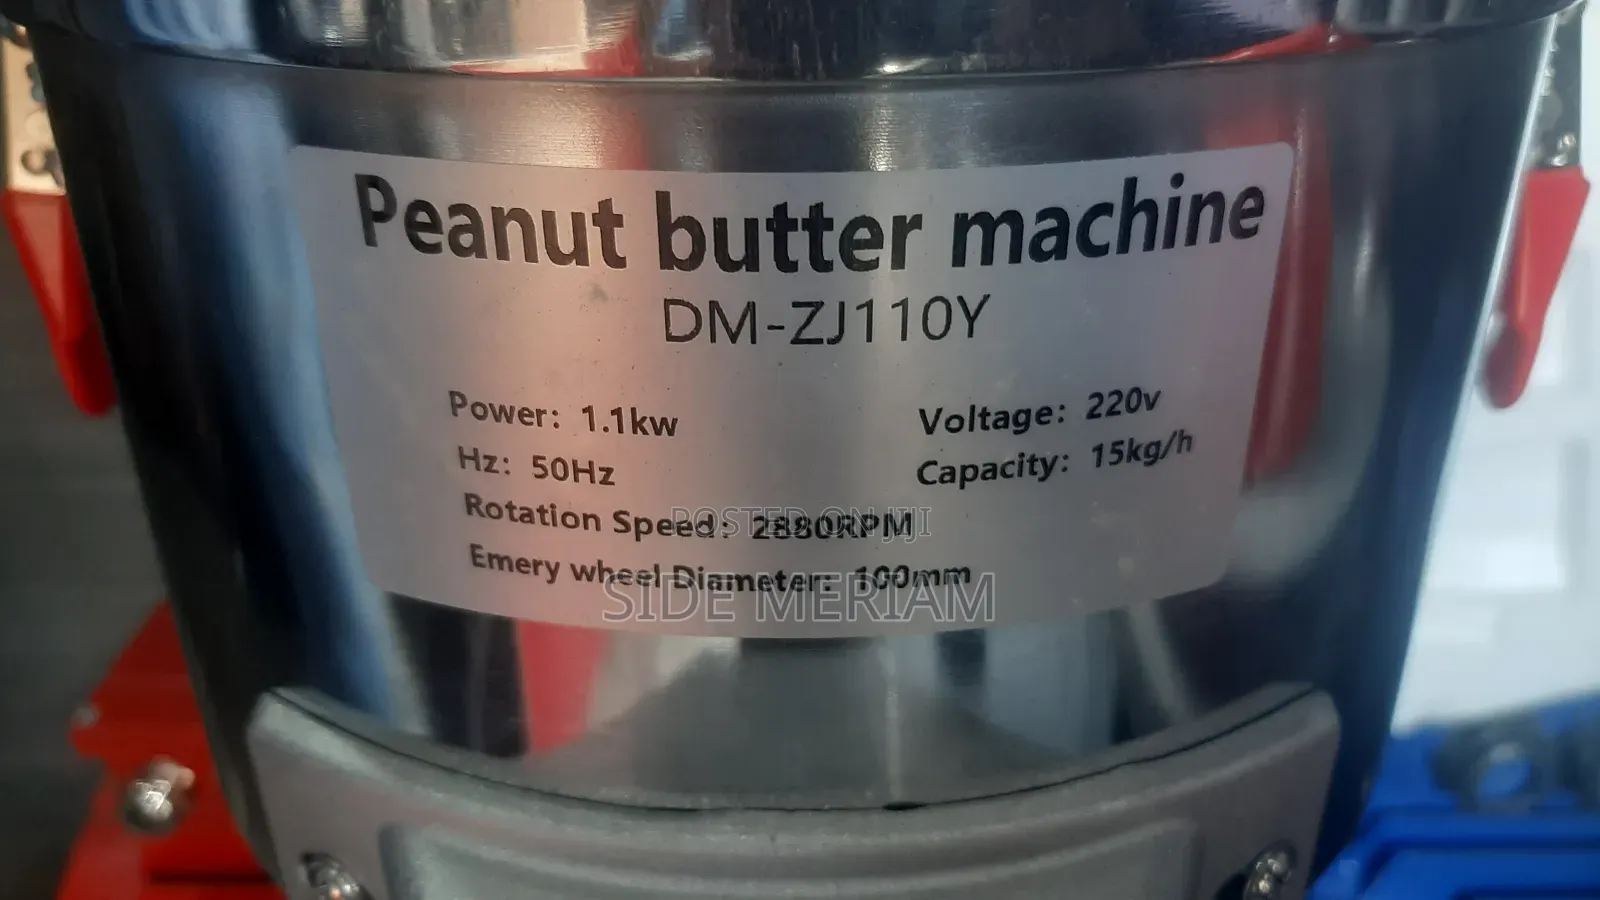 Peanut butter machine
DM-ZJ110Y
Power: 1.1kw
Voltage: 220v
Hz: 50Hz
Capacity: 15kg/h
Rotation Speed: 2880RPM
POSTED ON JIJI
Emery wheel Diameter: 100mm
SIDE MERIAM